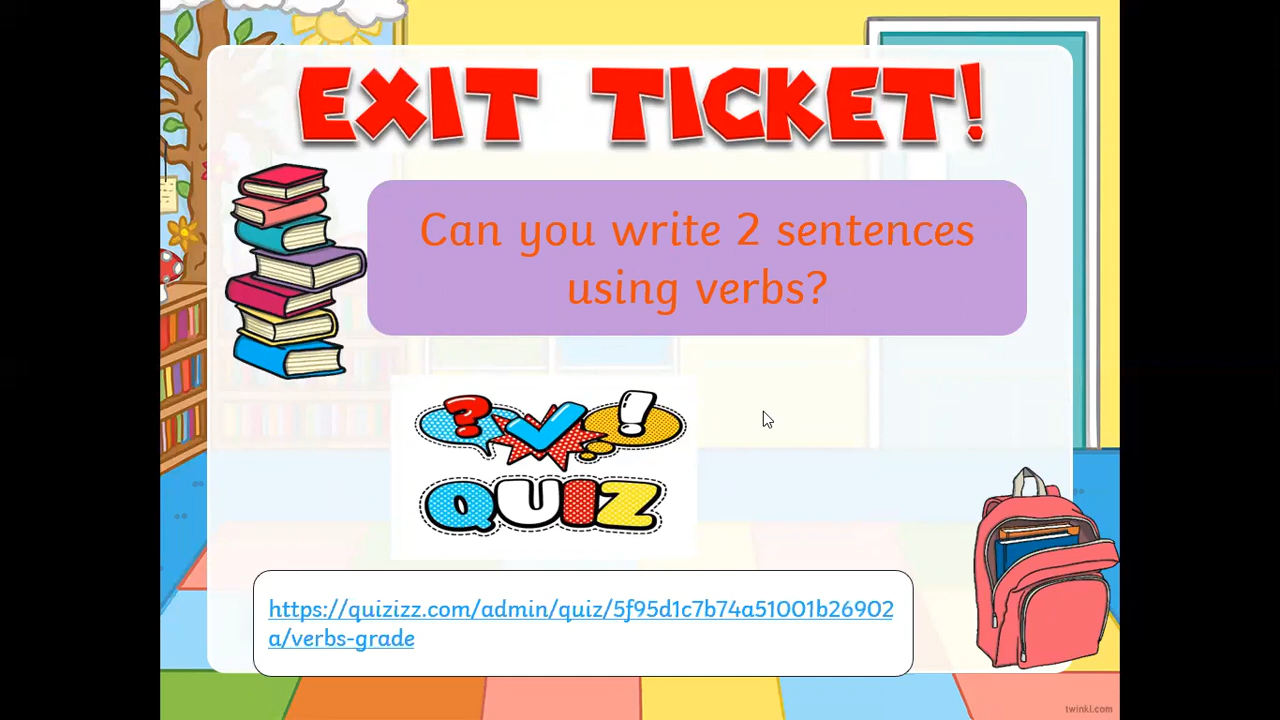 EXIT TICKET!
Can you write 2 sentences
using verbs?
QUIZ
https://quizizz.com/admin/quiz/5f95d1c7b74a51001b26902
a/verbs-grade
twinkl.com